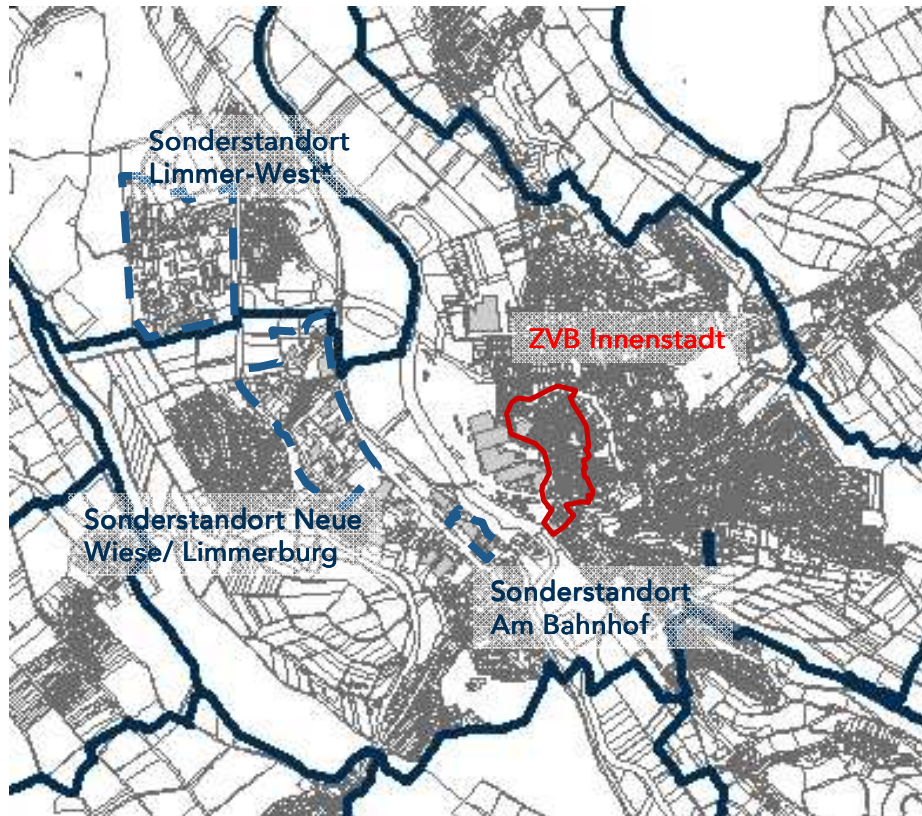 Sonderstandort
Limmer-West*
ZVB Innenstadt
Sonderstandort Neue
Wiese/ Limmerburg
Sonderstandort
Am Bahnhof